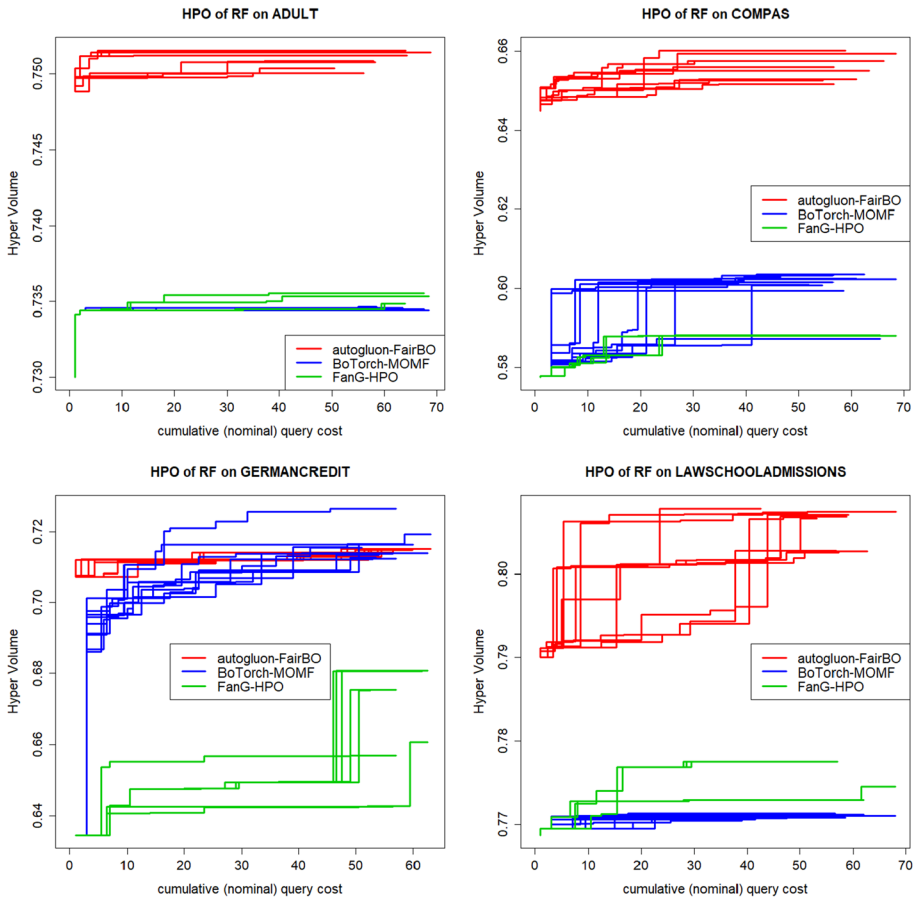 HPO of RF on ADULT
Hyper Volume
0.750
0.745
0.740
0.735
0.730
autogluon-FairBO
BoTorch-MOMF
FanG-HPO
0 10 20 30 40 50 60 70
cumulative (nominal) query cost
HPO of RF on COMPAS
Hyper Volume
0.66
0.64
0.62
0.60
0.58
autogluon-FairBO
BoTorch-MOMF
FanG-HPO
0 10 20 30 40 50 60 70
cumulative (nominal) query cost
HPO of RF on GERMANCREDIT
Hyper Volume
0.72
0.70
0.68
0.66
0.64
autogluon-FairBO
BoTorch-MOMF
FanG-HPO
0 10 20 30 40 50 60
cumulative (nominal) query cost
HPO of RF on LAWSCHOOLADMISSIONS
Hyper Volume
0.80
0.79
0.78
0.77
autogluon-FairBO
BoTorch-MOMF
FanG-HPO
0 10 20 30 40 50 60 70
cumulative (nominal) query cost